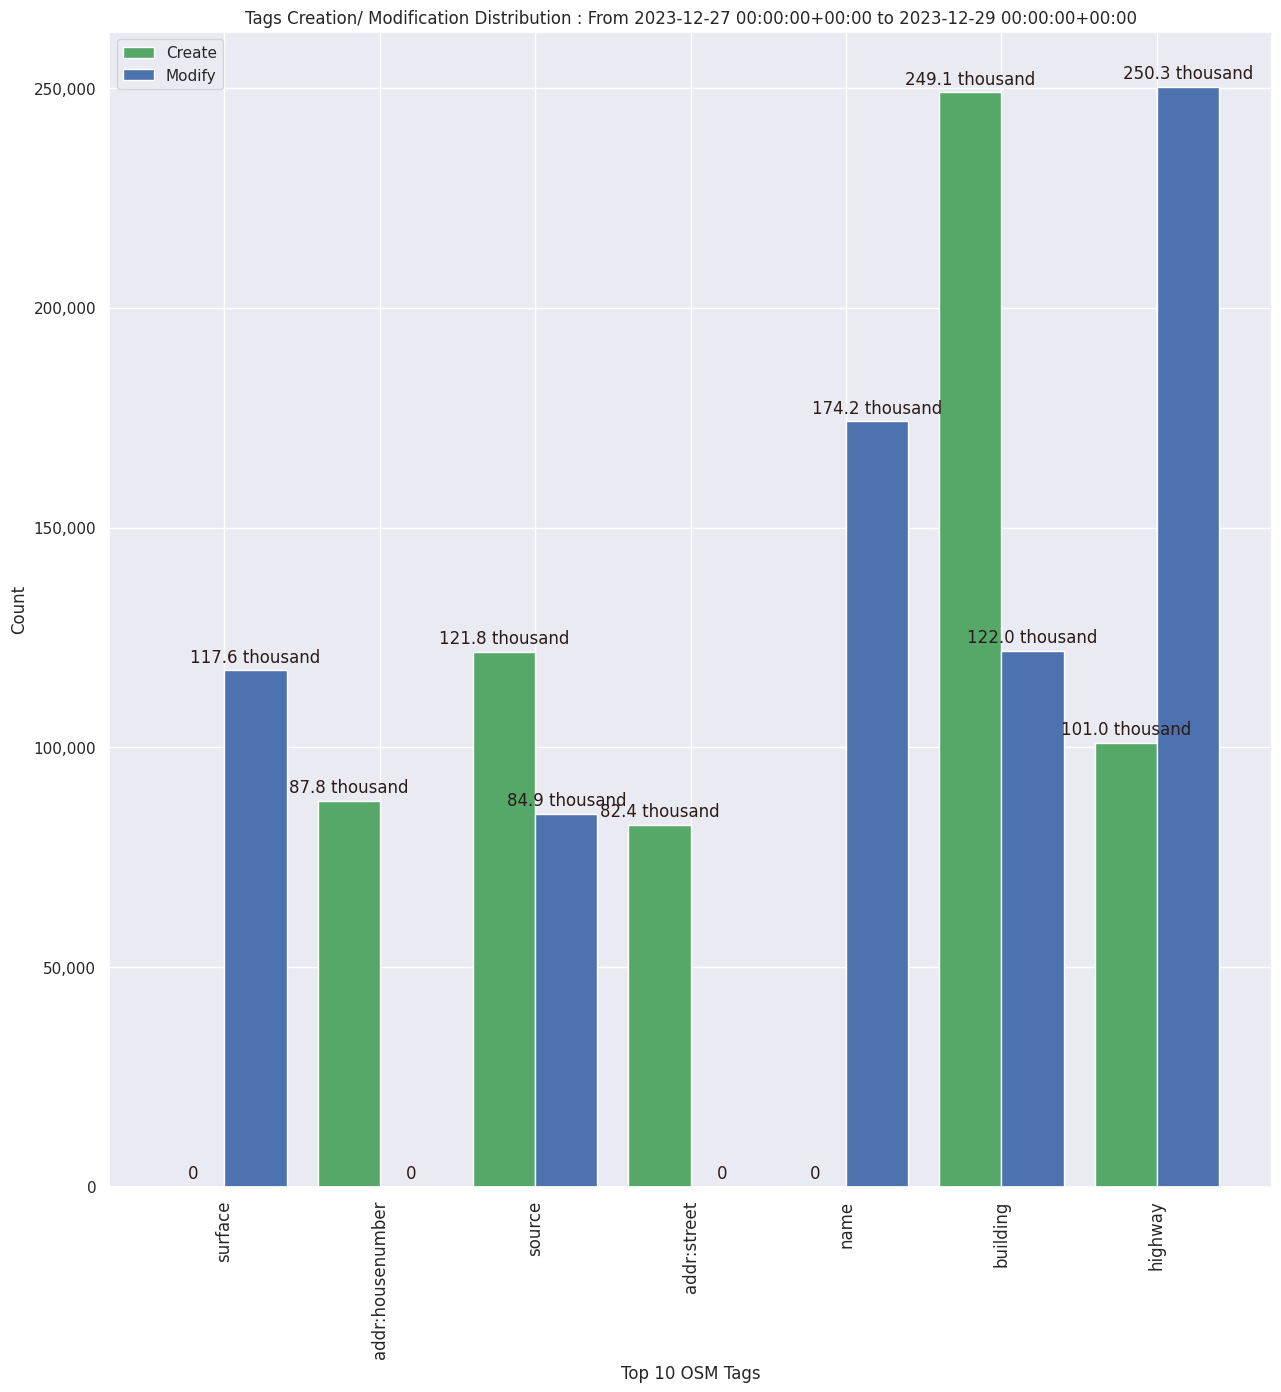 Tags Creation/ Modification Distribution : From 2023-12-27 00:00:00+00:00 to 2023-12-29 00:00:00+00:00
Create
Modify
250,000
200,000
150,000
100,000
50,000
0
Count
0
117.6 thousand
87.8 thousand
0
121.8 thousand
84.9 thousand
82.4 thousand
0
0
174.2 thousand
249.1 thousand
122.0 thousand
101.0 thousand
250.3 thousand
surface
addr:housenumber
source
addr:street
name
building
highway
Top 10 OSM Tags